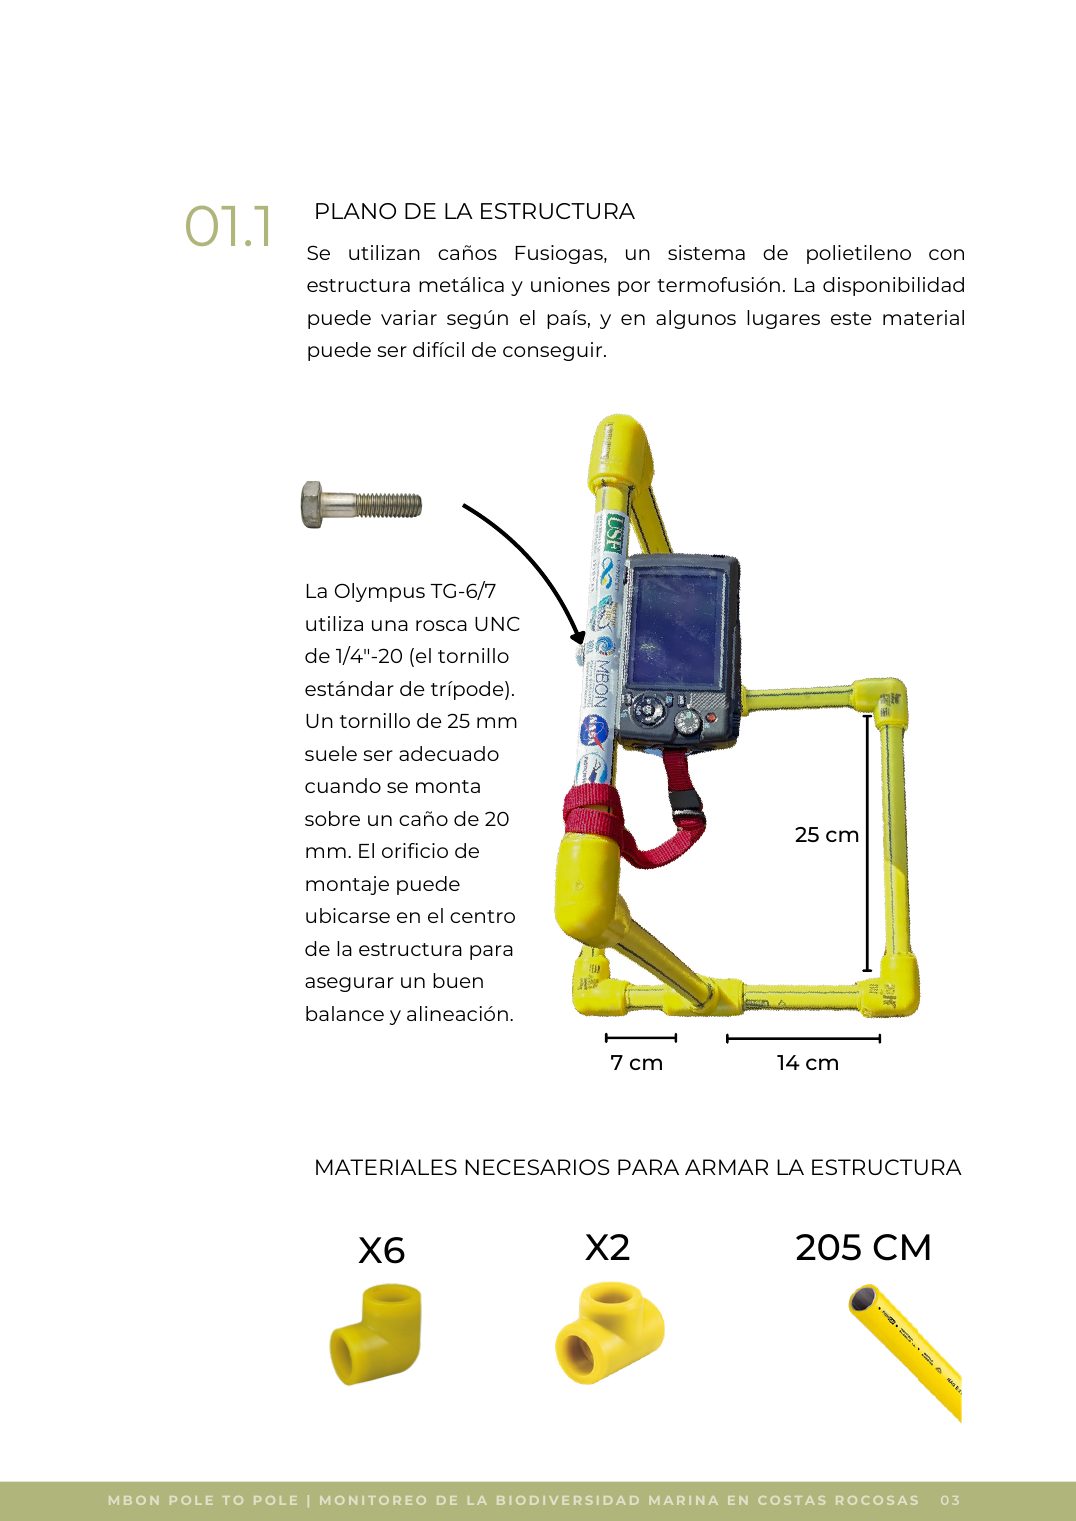 01.1
PLANO DE LA ESTRUCTURA
Se utilizan caños Fusiogas, un sistema de polietileno con
estructura metálica y uniones por termofusión. La disponibilidad
puede variar según el país, y en algunos lugares este material
puede ser difícil de conseguir.
La Olympus TG-6/7
utiliza una rosca UNC
de 1/4"-20 (el tornillo
estándar de trípode).
Un tornillo de 25 mm
suele ser adecuado
cuando se monta
sobre un caño de 20
mm. El orificio de
montaje puede
ubicarse en el centro
de la estructura para
asegurar un buen
balance y alineación.
USF
MBON
NASA
25 cm
7 cm
14 cm
MATERIALES NECESARIOS PARA ARMAR LA ESTRUCTURA
X6
X2
205 CM
MBON POLE TO POLE | MONITOREO DE LA BIODIVERSIDAD MARINA EN COSTAS ROCOSAS 03